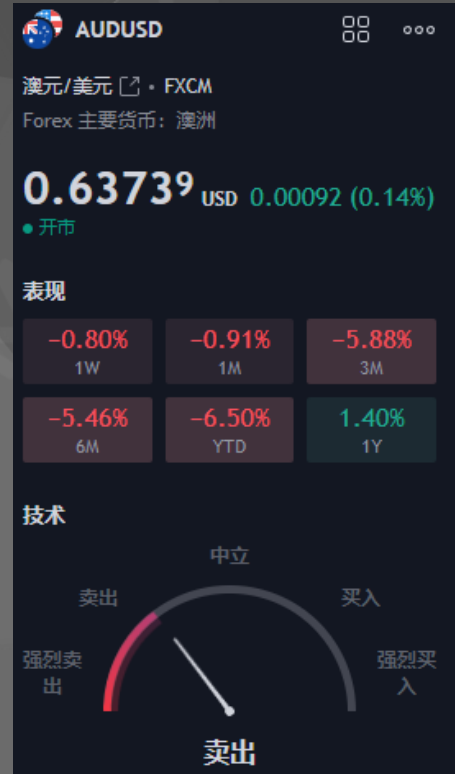 AUDUSD
澳元/美元 • FXCM
Forex 主要货币：澳洲
0.63739 USD 0.00092 (0.14%)
开市
表现
−0.80% −0.91% −5.88%
1W 1M 3M
−5.46% −6.50% 1.40%
6M YTD 1Y
技术
中立
卖出 买入
强烈卖 强烈买
出 入
卖出